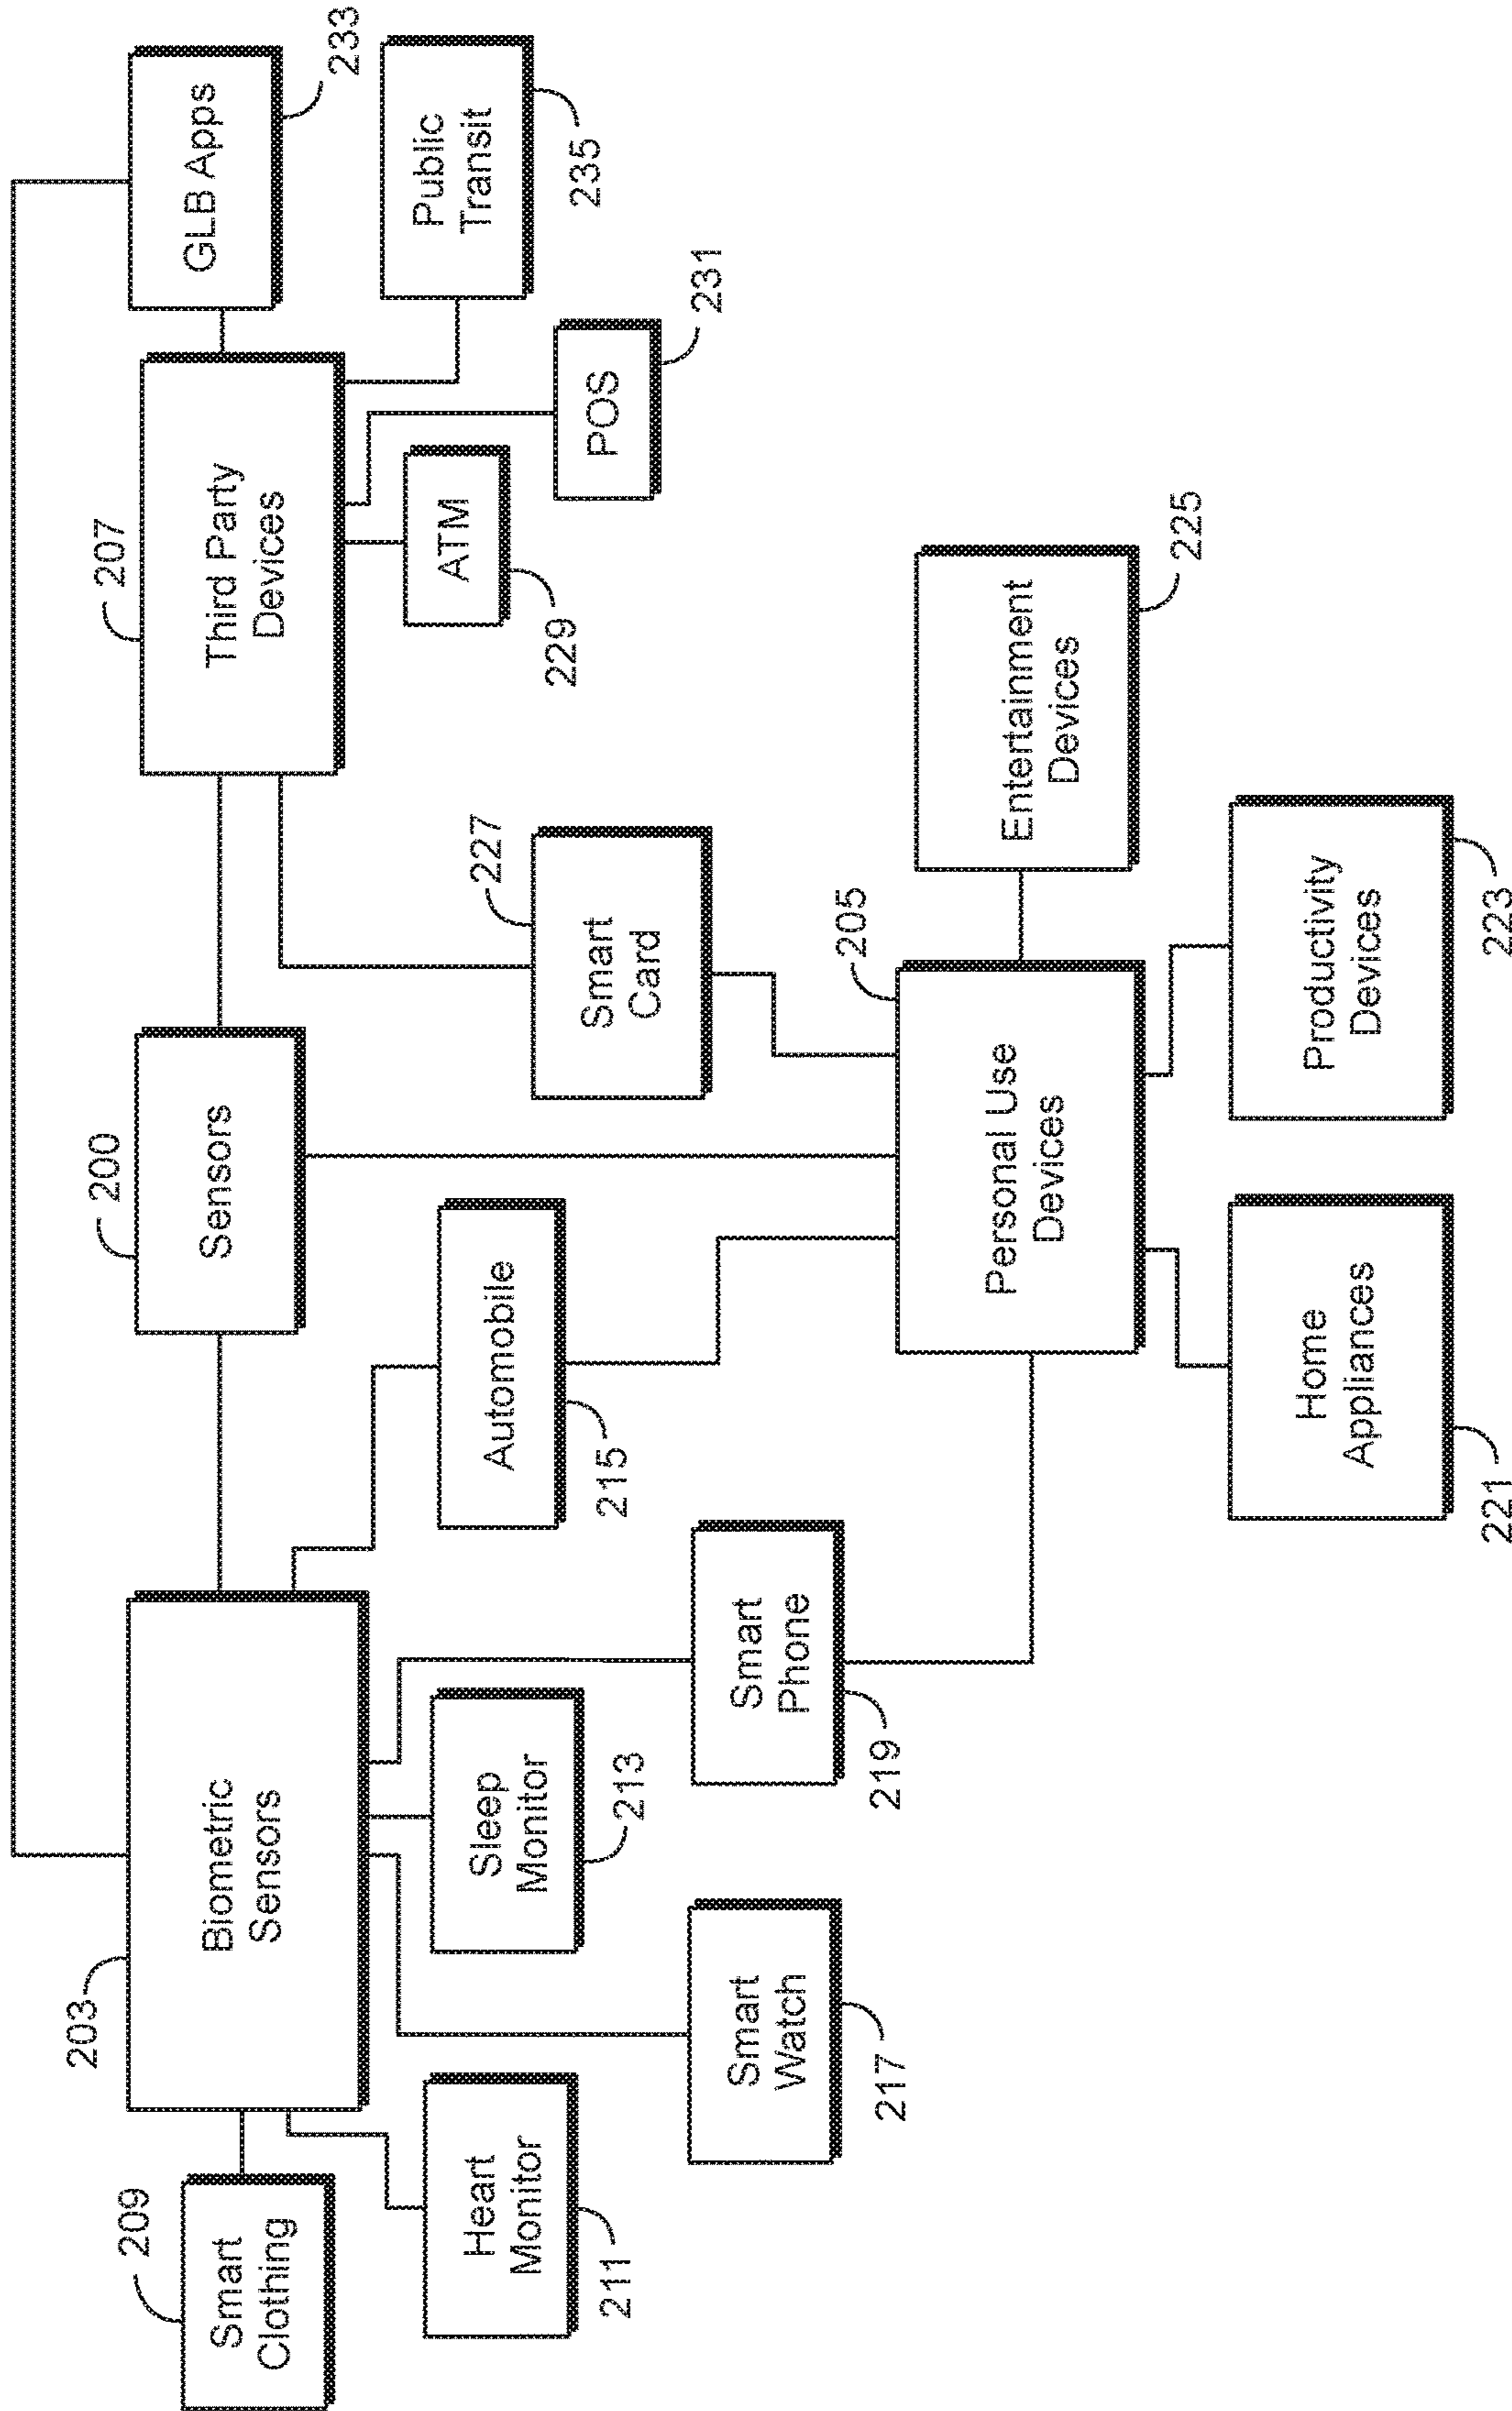 203
Biometric
Sensors
200
Sensors
207
Third Party
Devices
GLB Apps
233
209
Smart
Clothing
Heart
Monitor
211
Sleep
Monitor
213
Automobile
215
ATM
229
Public
Transit
235
Smart
Watch
217
Smart
Phone
219
227
Smart
Card
POS
231
205
Personal Use
Devices
Entertainment
Devices
225
Home
Appliances
221
Productivity
Devices
223